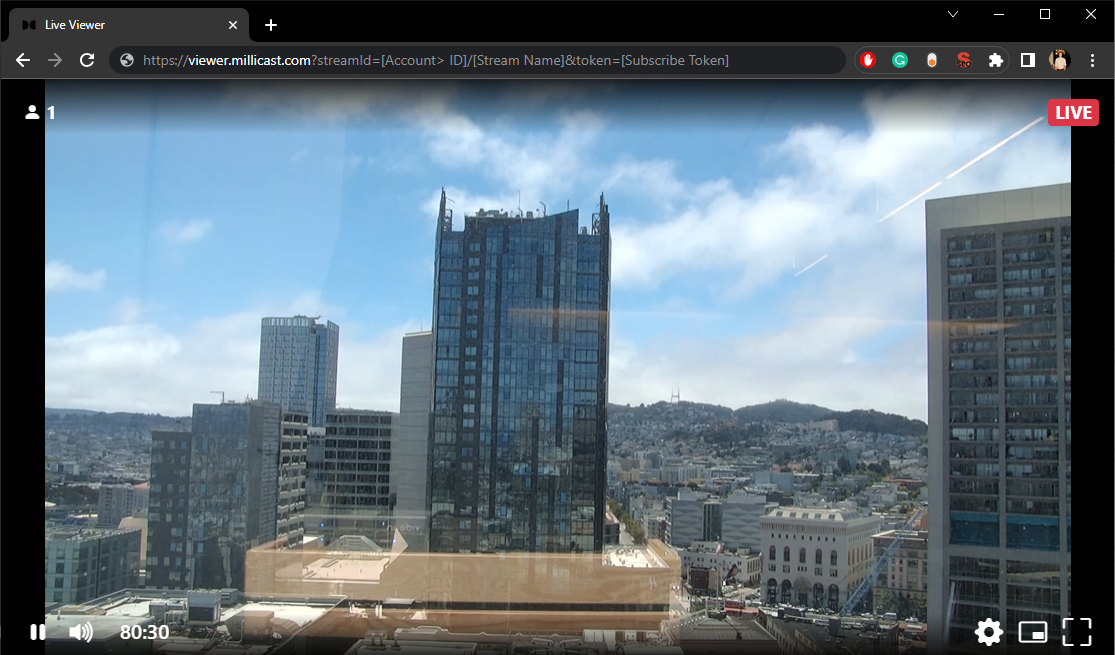 Live Viewer
https://viewer.millicast.com?streamId=[Account> ID]/[Stream Name]&token=[Subscribe Token]
1
LIVE
80:30